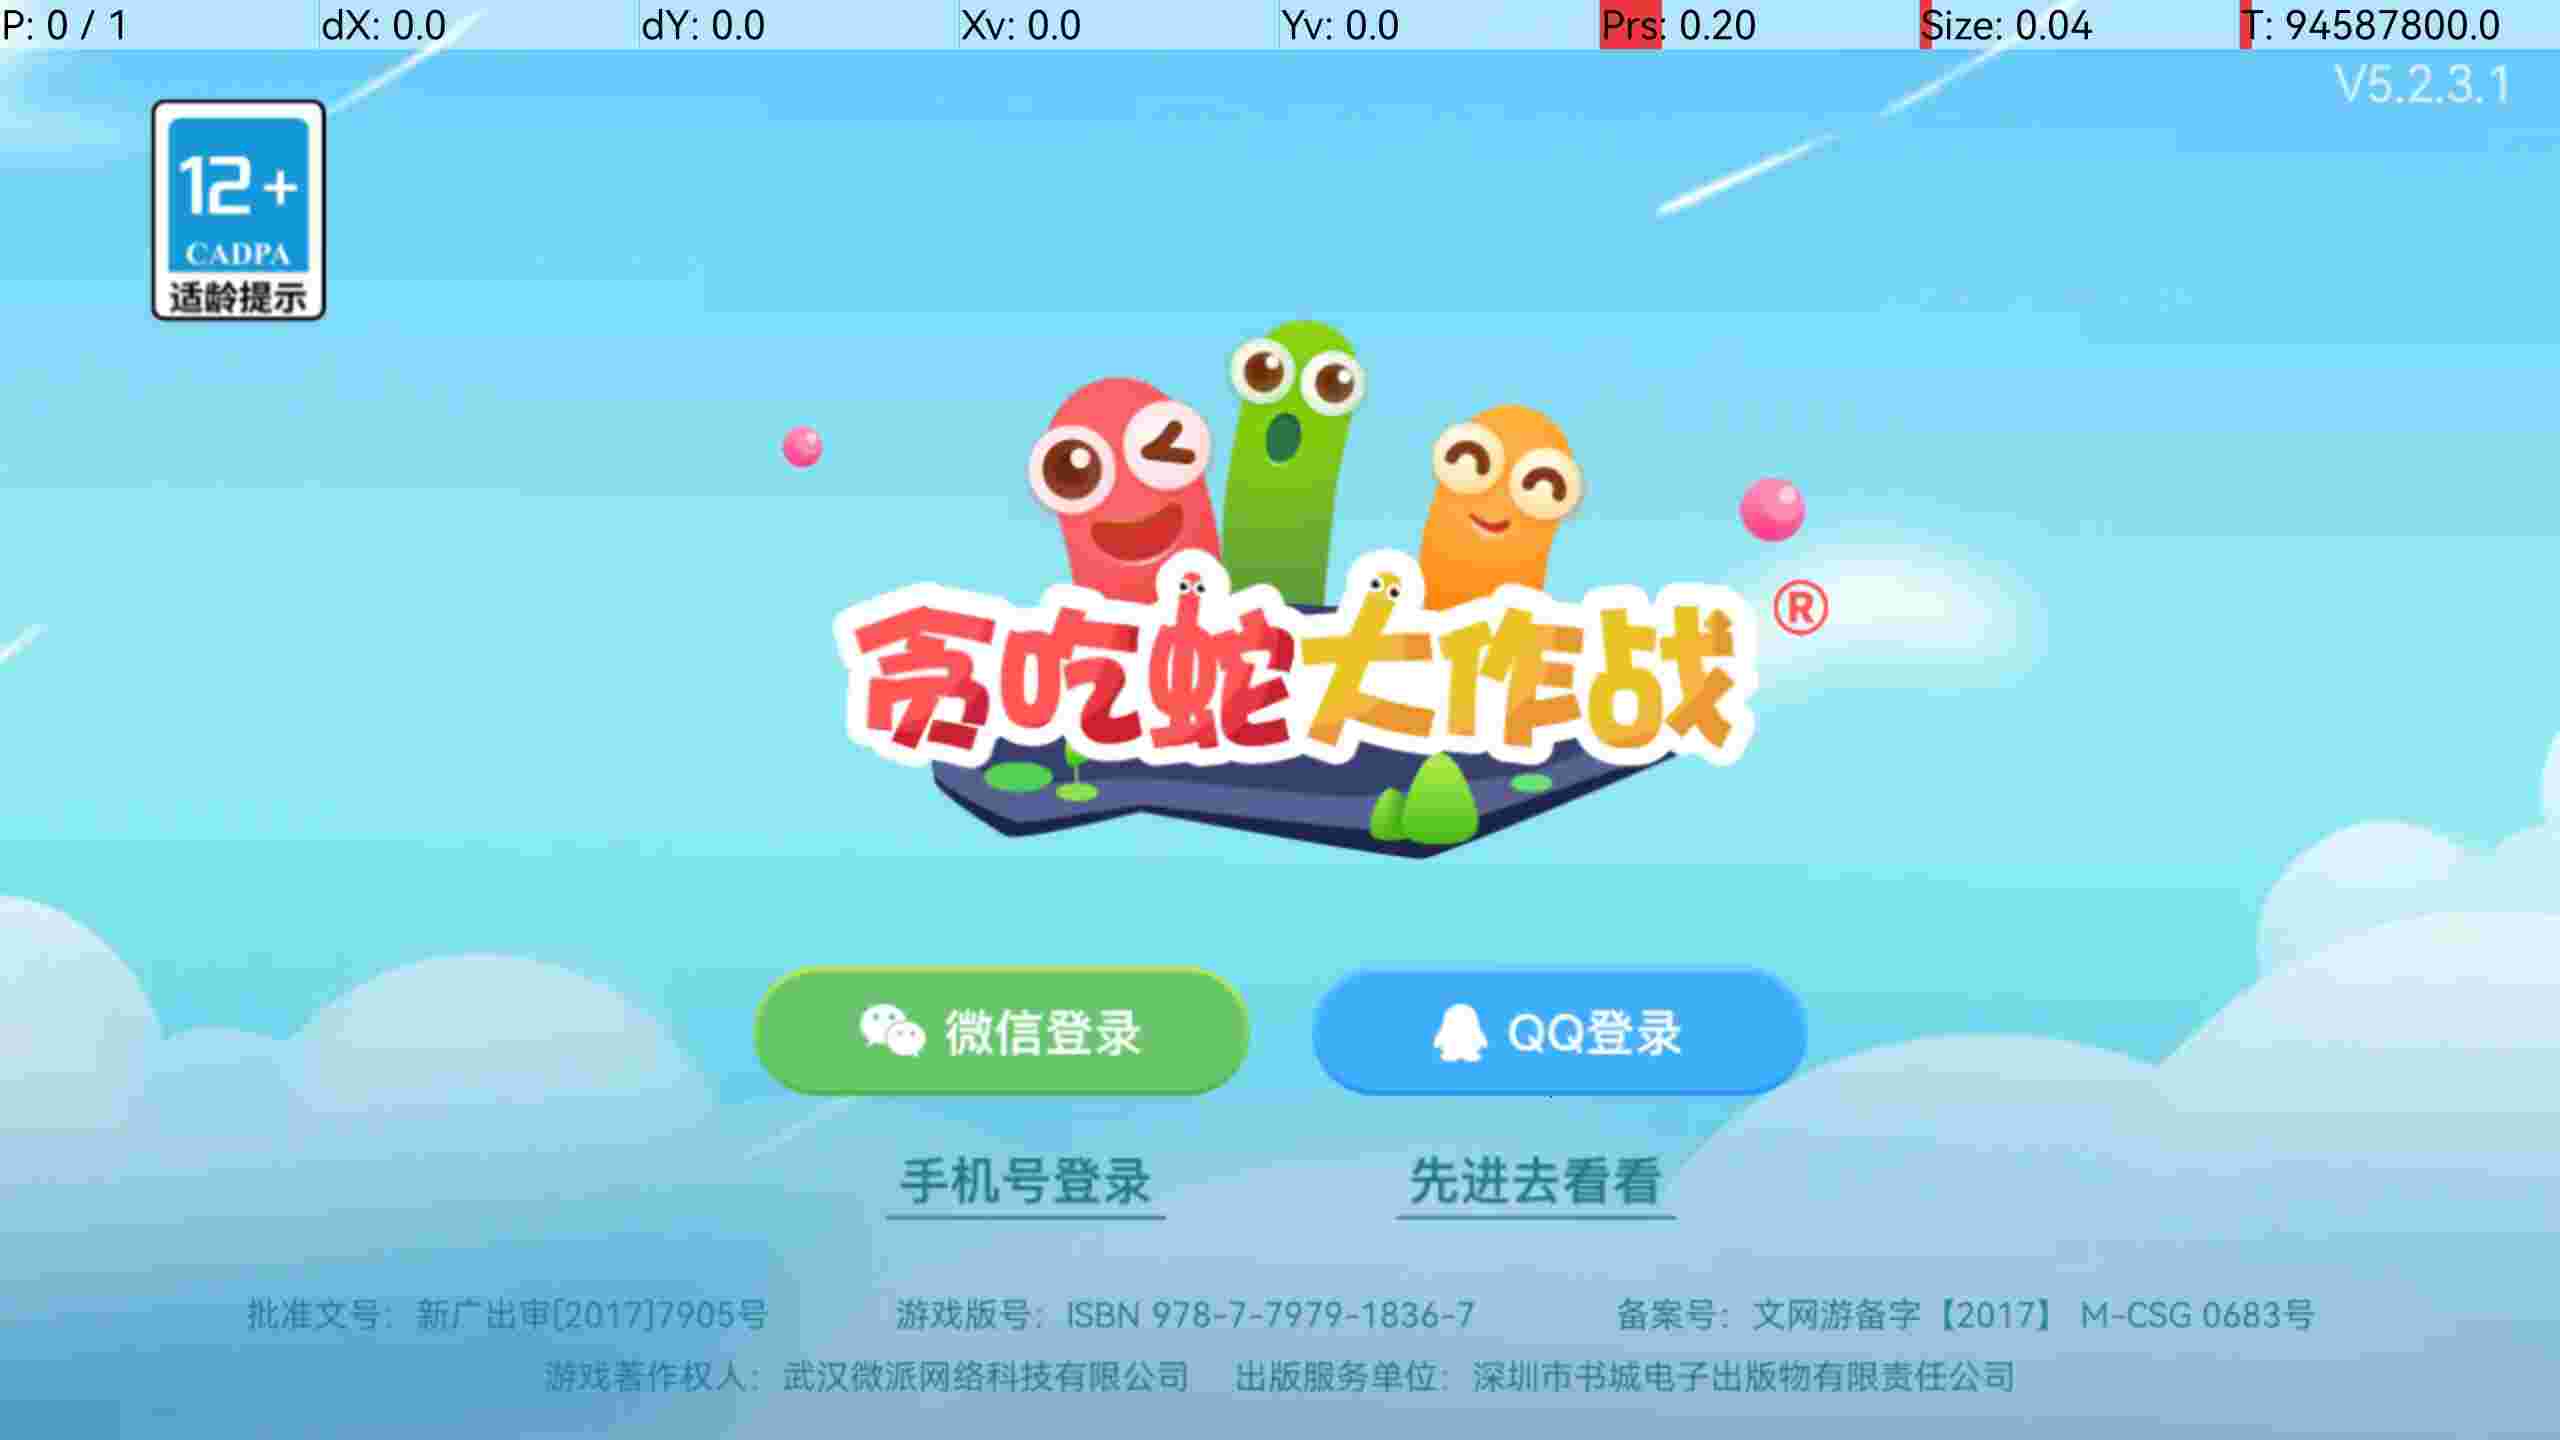 P: 0 / 1 dX: 0.0 dY: 0.0 Xv: 0.0 Yv: 0.0 Prs: 0.20 Size: 0.04 T: 94587800.0
V5.2.3.1
12+
CADPA
适龄提示
贪吃蛇大作战®
微信登录 QQ登录
手机号登录 先进去看看
批准文号：新广出审[2017]7905号 游戏版号：ISBN 978-7-7979-1836-7 备案号：文网游备字【2017】 M-CSG 0683号
游戏著作权人：武汉微派网络科技有限公司 出版服务单位：深圳市书城电子出版物有限责任公司